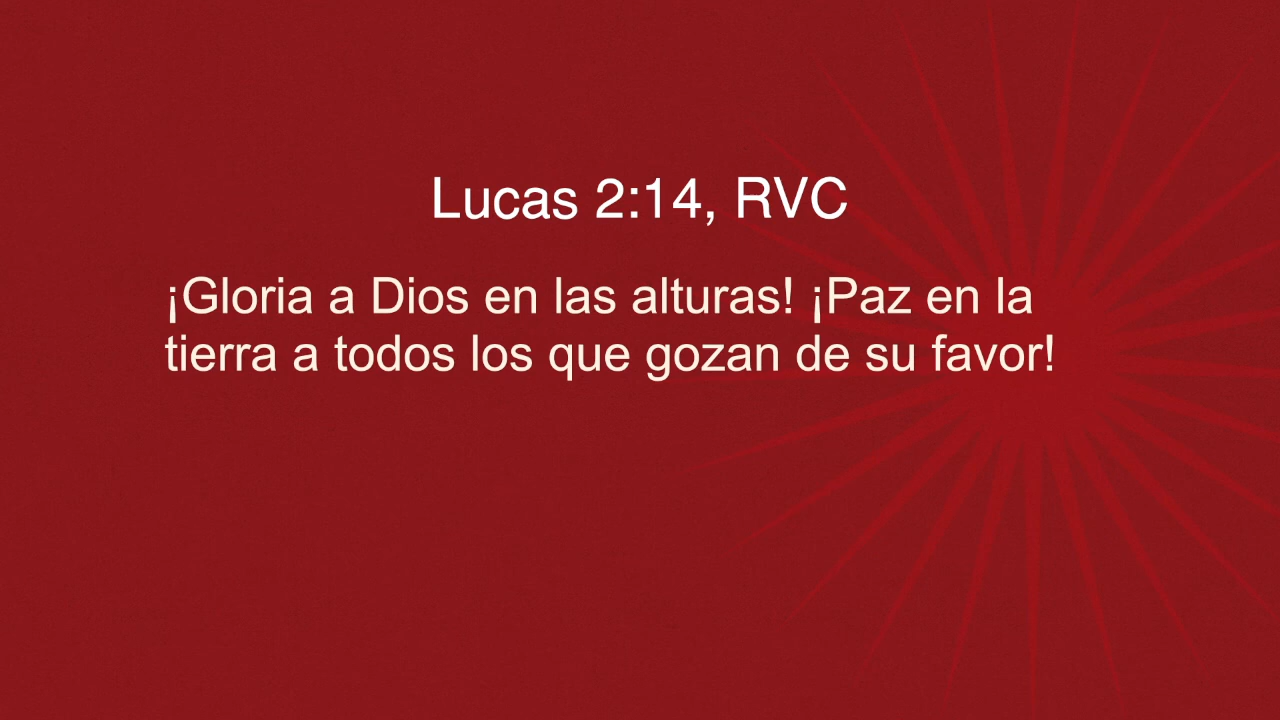 Lucas 2:14, RVC
¡Gloria a Dios en las alturas! ¡Paz en la
tierra a todos los que gozan de su favor!